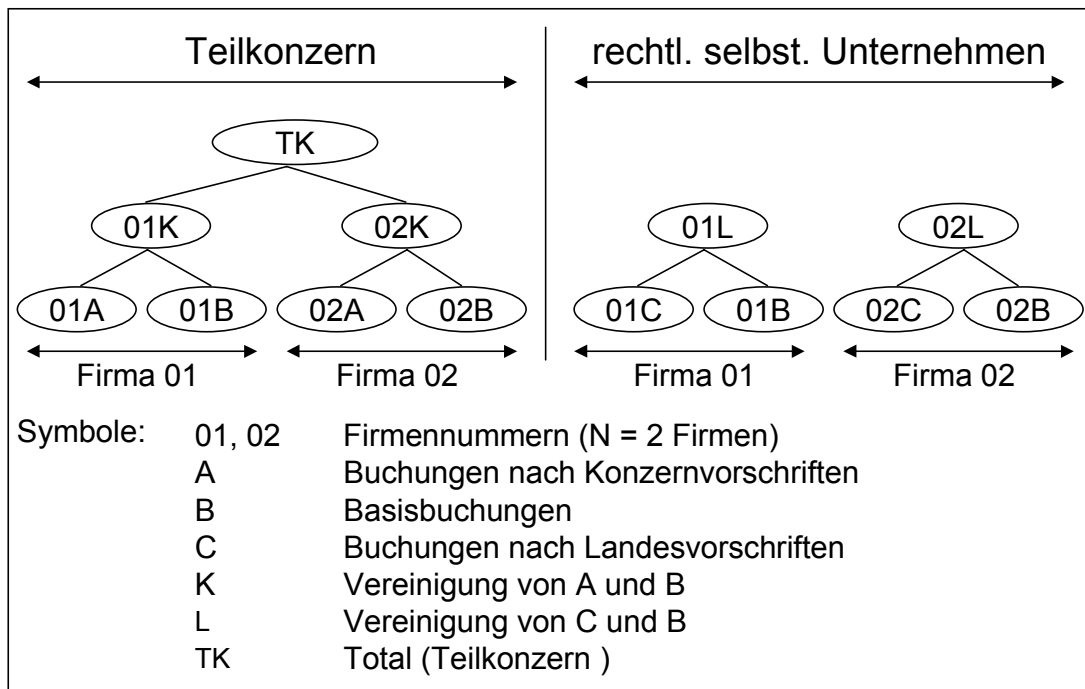 Teilkonzern rechtl. selbst. Unternehmen
TK
01K 02K 01L 02L
01A 01B 02A 02B 01C 01B 02C 02B
Firma 01 Firma 02 Firma 01 Firma 02
Symbole: 01, 02 Firmennummern (N = 2 Firmen)
A Buchungen nach Konzernvorschriften
B Basisbuchungen
C Buchungen nach Landesvorschriften
K Vereinigung von A und B
L Vereinigung von C und B
TK Total (Teilkonzern )